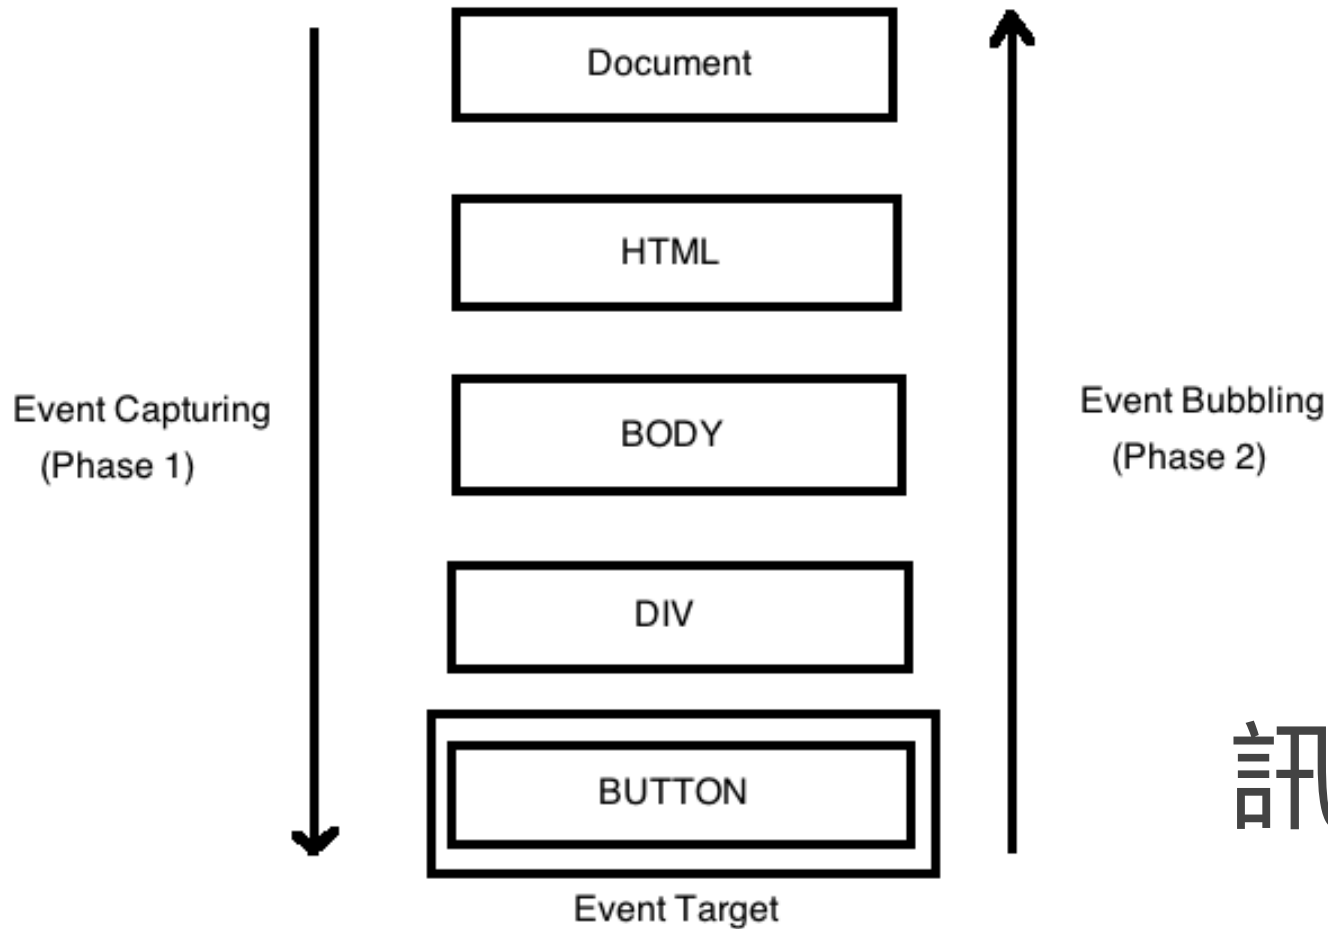 Document
HTML
Event Capturing
(Phase 1)
BODY
Event Bubbling
(Phase 2)
DIV
BUTTON
Event Target